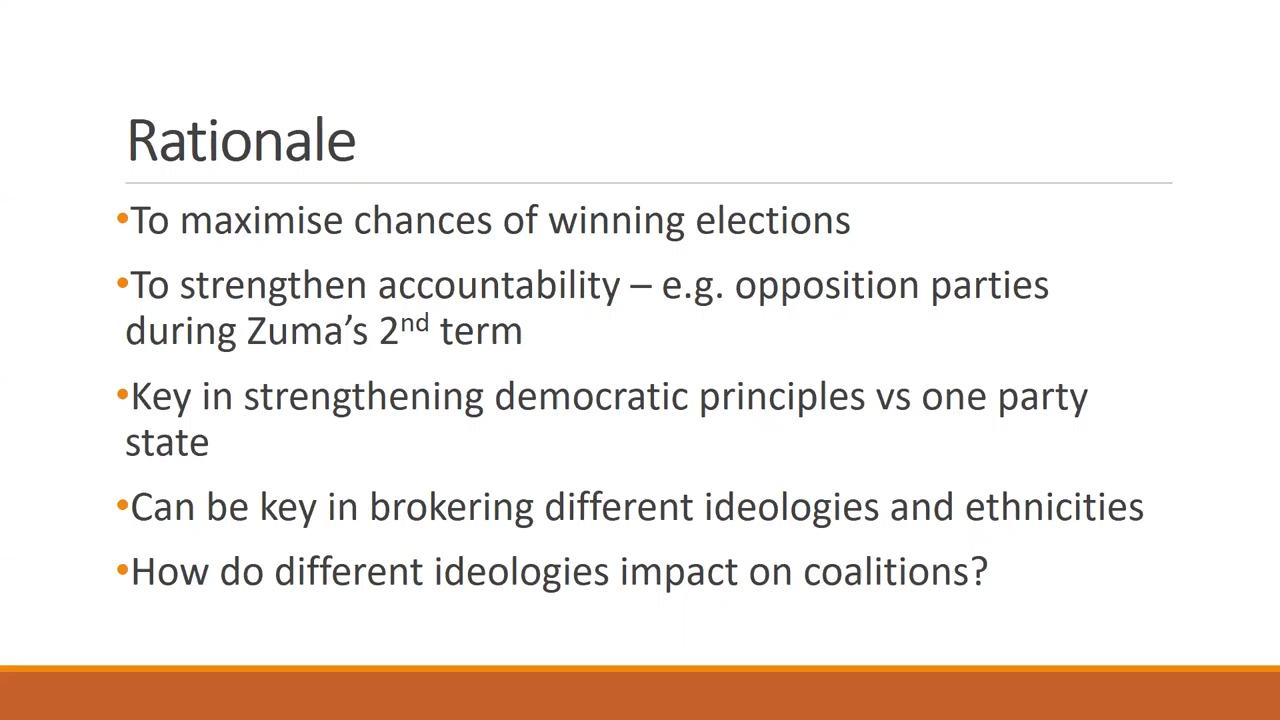 Rationale
•To maximise chances of winning elections
•To strengthen accountability – e.g. opposition parties
during Zuma’s 2nd term
•Key in strengthening democratic principles vs one party
state
•Can be key in brokering different ideologies and ethnicities
•How do different ideologies impact on coalitions?